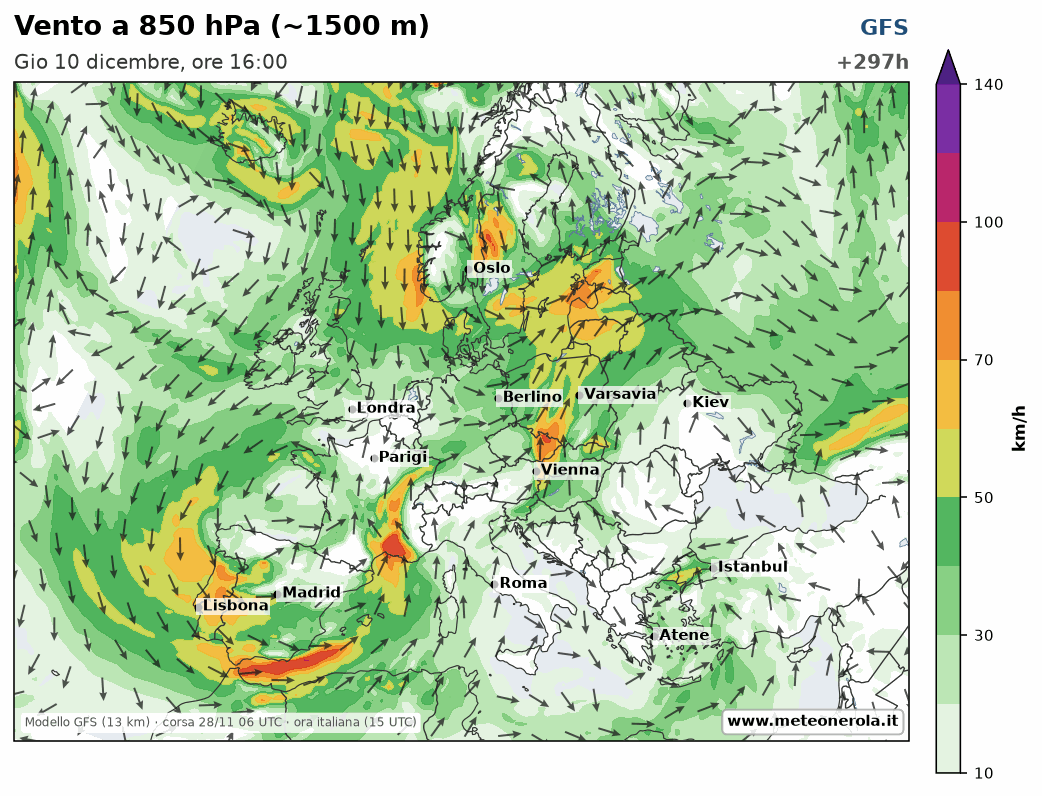 Vento a 850 hPa (~1500 m)
GFS
Gio 10 dicembre, ore 16:00
+297h
140
100
70
50
30
10
km/h
Oslo
Berlino
Varsavia
Kiev
Londra
Parigi
Vienna
Istanbul
Roma
Madrid
Lisbona
Atene
Modello GFS (13 km) · corsa 28/11 06 UTC · ora italiana (15 UTC)
www.meteonerola.it